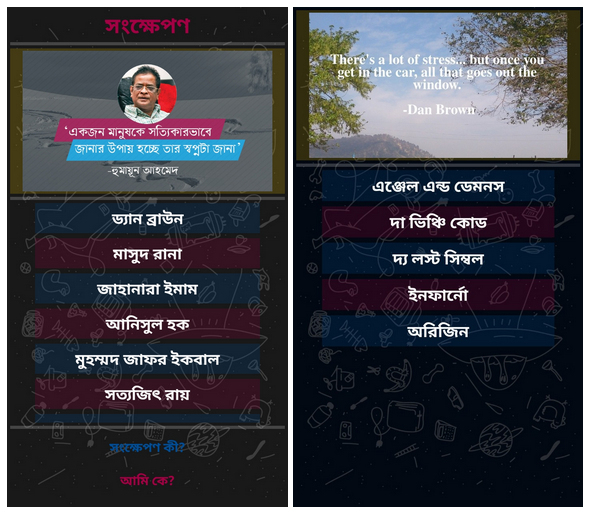 সংক্ষেপণ
‘একজন মানুষকে সত্যিকারভাবে
জানার উপায় হচ্ছে তার স্বপ্নটা জানা’
-হুমায়ূন আহমেদ
ড্যান ব্রাউন
মাসুদ রানা
জাহানারা ইমাম
আনিসুল হক
মুহম্মদ জাফর ইকবাল
সত্যজিৎ রায়
সংক্ষেপণ কী?
আমি কে?
There's a lot of stress... but once you
get in the car, all that goes out the
window.
-Dan Brown
এঞ্জেল এন্ড ডেমনস
দা ভিঞ্চি কোড
দ্য লস্ট সিম্বল
ইনফার্নো
অরিজিন